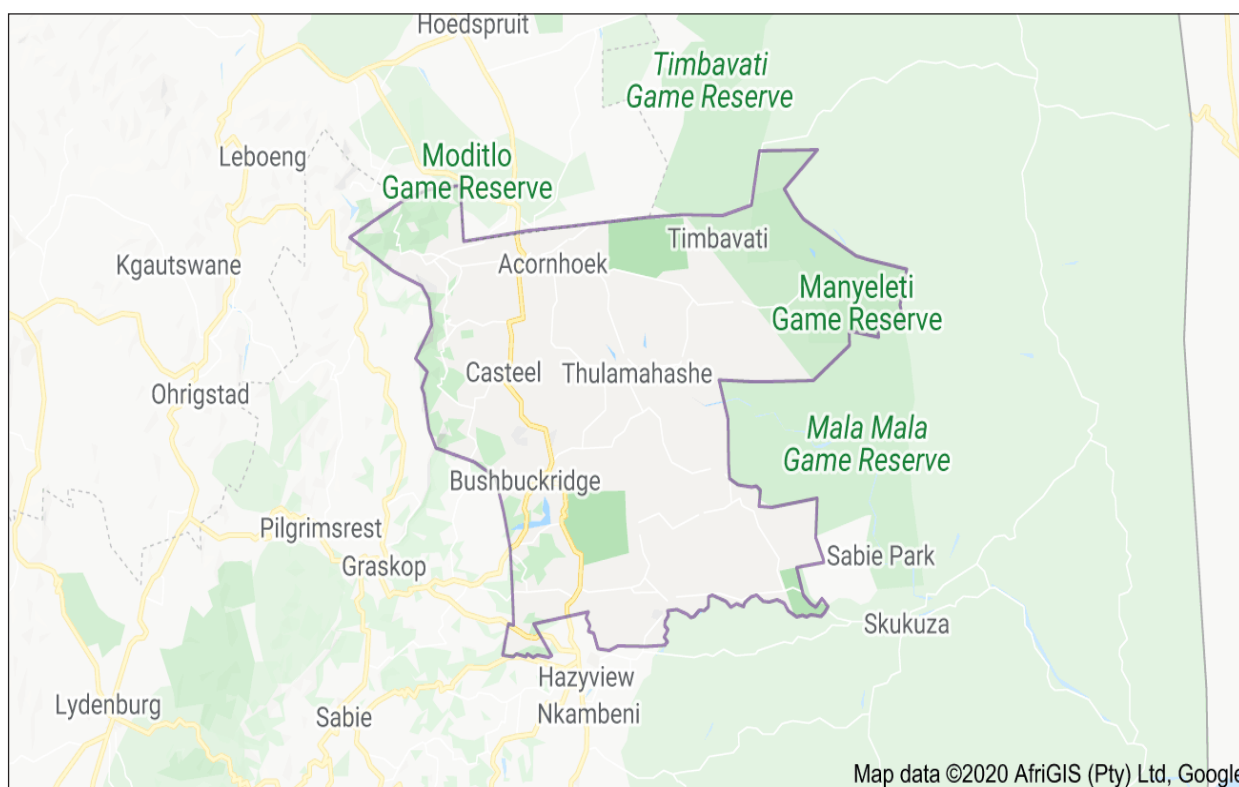 Hoedspruit
Timbavati
Game Reserve
Leboeng
Moditlo
Game Reserve
Timbavati
Kgautswane
Acornhoek
Manyeleti
Game Reserve
Casteel
Thulamahashe
Ohrigstad
Mala Mala
Game Reserve
Bushbuckridge
Pilgrimsrest
Graskop
Sabie Park
Skukuza
Hazyview
Lydenburg
Sabie
Nkambeni
Map data ©2020 AfriGIS (Pty) Ltd, Google